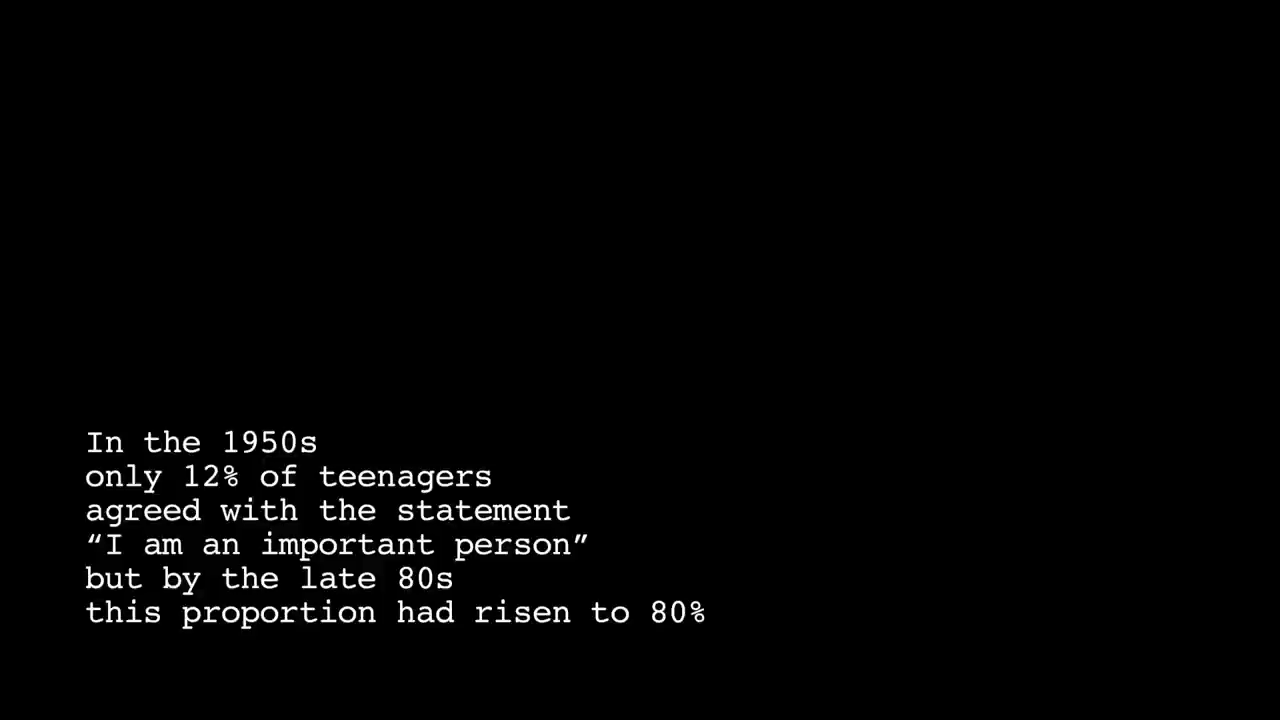 In the 1950s
only 12% of teenagers
agreed with the statement
“I am an important person”
but by the late 80s
this proportion had risen to 80%